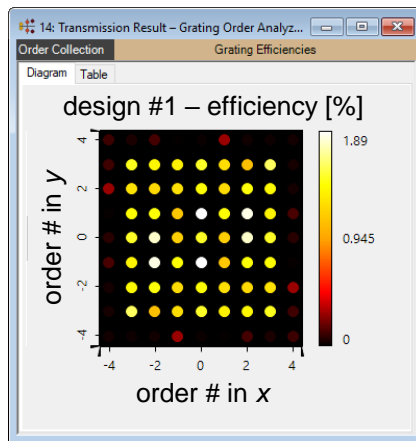 14: Transmission Result – Grating Order Analyz...
Order Collection Grating Efficiencies
Diagram Table
design #1 – efficiency [%]
order # in y
4
2
0
-2
-4
1.89
0.945
0
-4 -2 0 2 4
order # in x